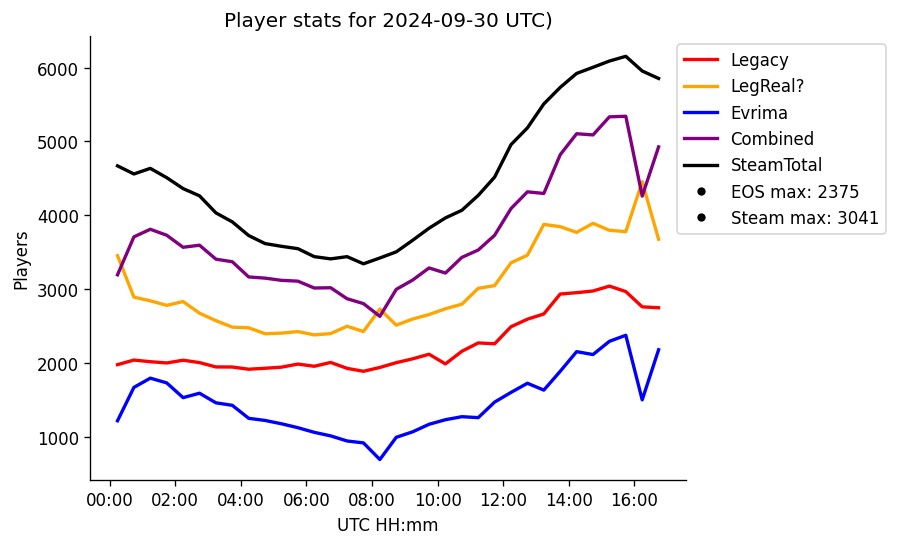 Player stats for 2024-09-30 UTC)
Players
6000
5000
4000
3000
2000
1000
00:00 02:00 04:00 06:00 08:00 10:00 12:00 14:00 16:00
UTC HH:mm
Legacy
LegReal?
Evrima
Combined
SteamTotal
EOS max: 2375
Steam max: 3041